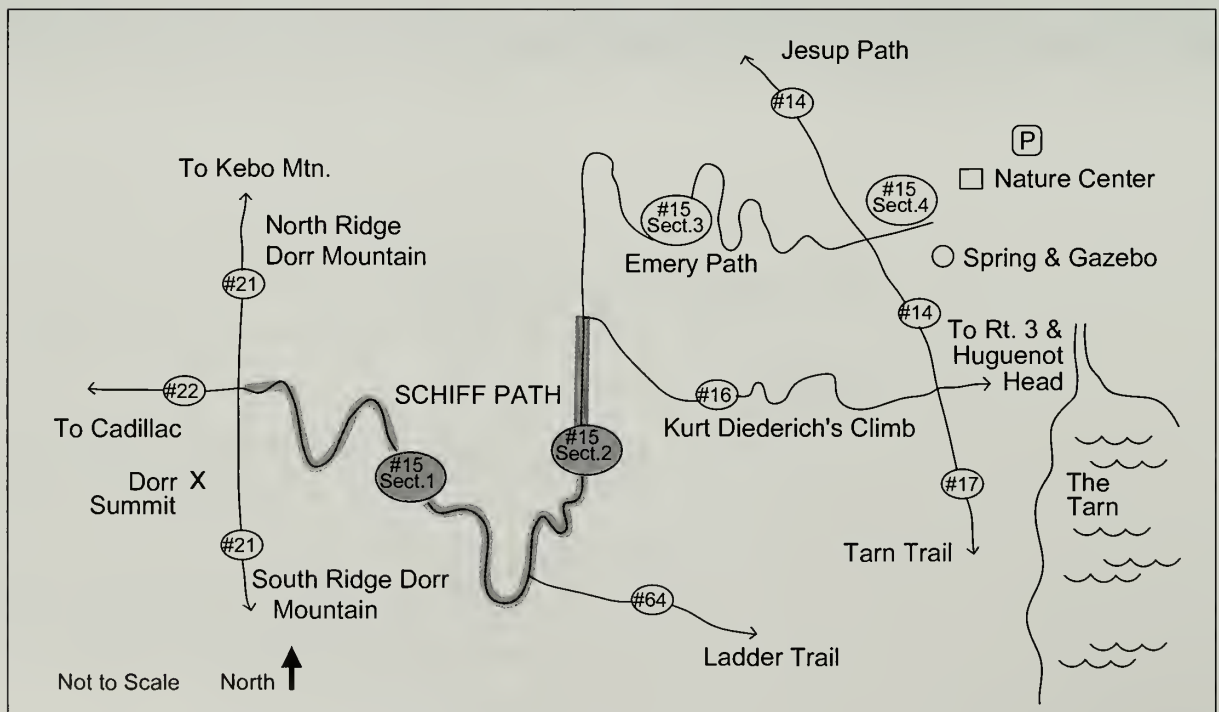 Jesup Path
#14
P
To Kebo Mtn.
Nature Center
#15
Sect.4
#15
Sect.3
North Ridge
Dorr Mountain
Emery Path
Spring & Gazebo
#21
#14
To Rt. 3 &
Huguenot
Head
#22
SCHIFF PATH
#16
To Cadillac
Kurt Diederich's Climb
#15
Sect.2
#15
Sect.1
Dorr
Summit
X
#17
The
Tarn
#21
Tarn Trail
South Ridge Dorr
Mountain
#64
Ladder Trail
Not to Scale
North